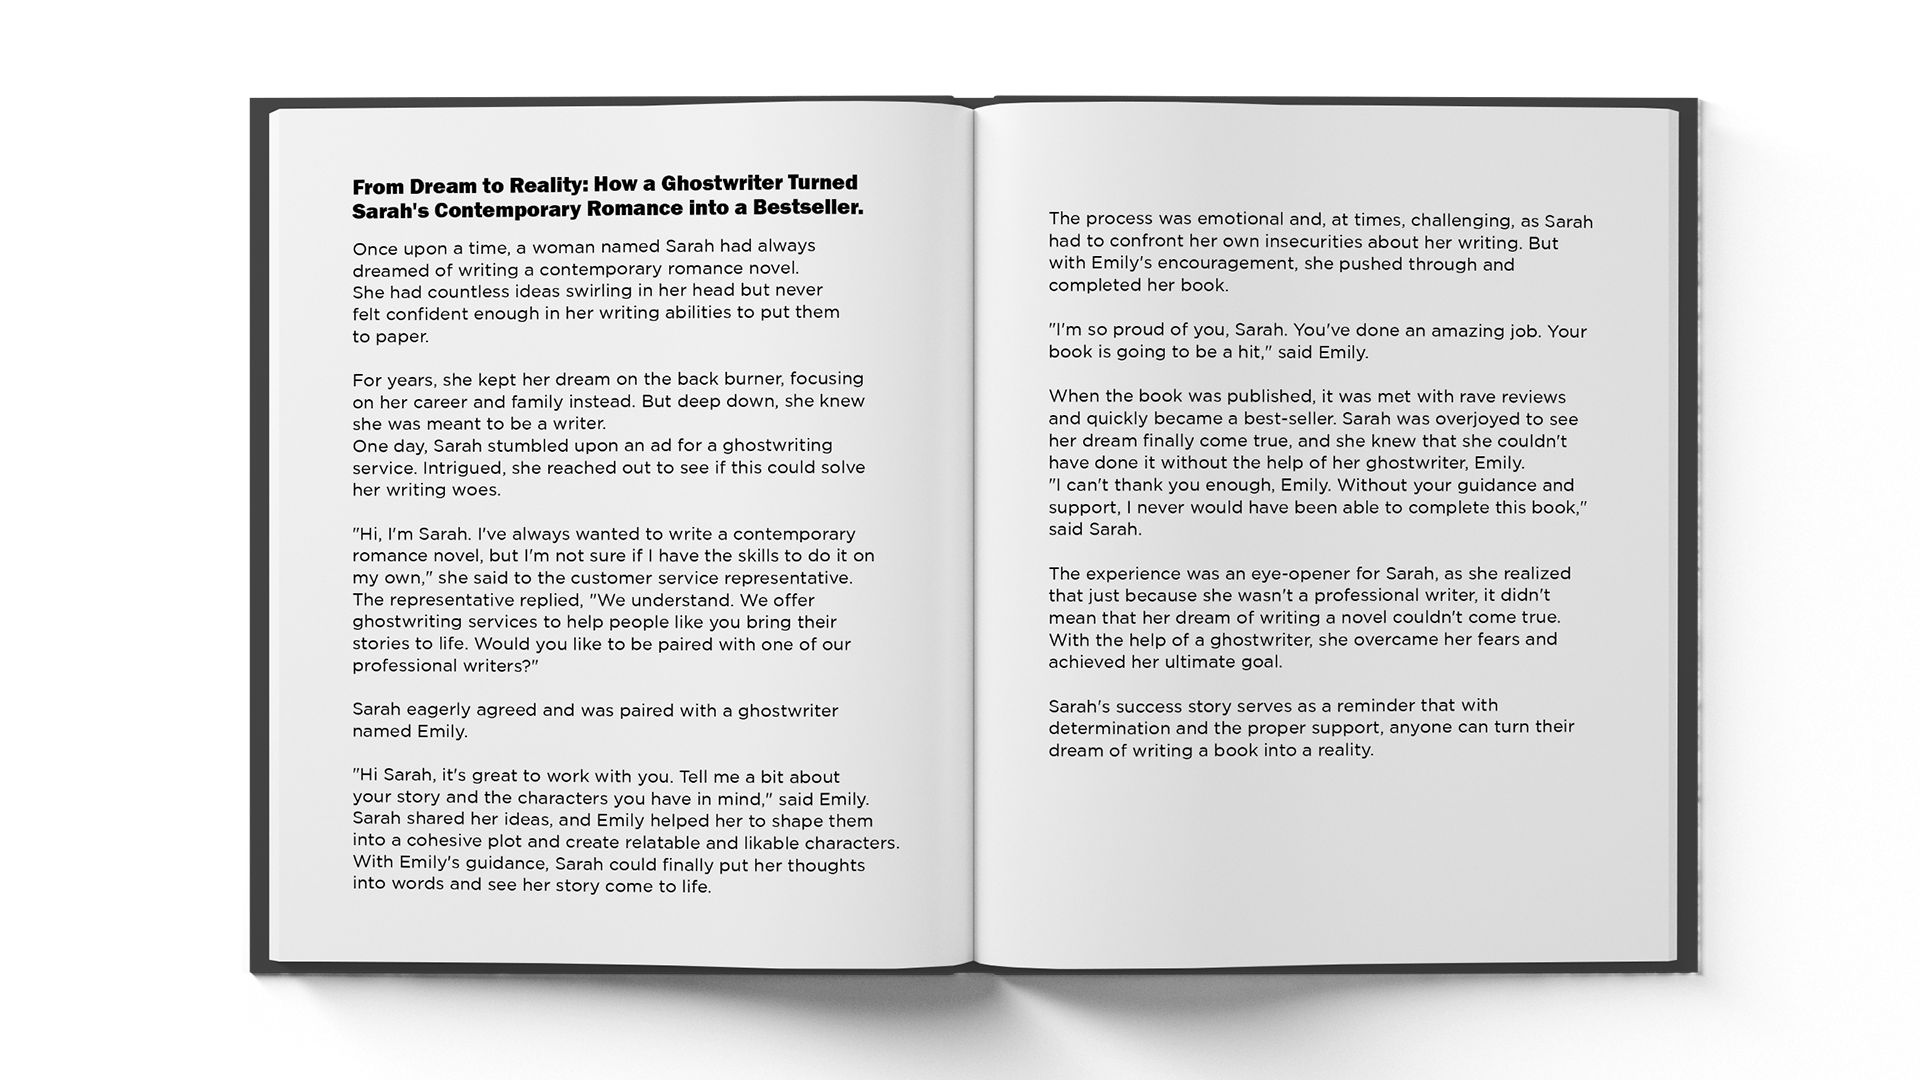 From Dream to Reality: How a Ghostwriter Turned
Sarah's Contemporary Romance into a Bestseller.
Once upon a time, a woman named Sarah had always
dreamed of writing a contemporary romance novel.
She had countless ideas swirling in her head but never
felt confident enough in her writing abilities to put them
to paper.
For years, she kept her dream on the back burner, focusing
on her career and family instead. But deep down, she knew
she was meant to be a writer.
One day, Sarah stumbled upon an ad for a ghostwriting
service. Intrigued, she reached out to see if this could solve
her writing woes.
"Hi, I'm Sarah. I've always wanted to write a contemporary
romance novel, but I'm not sure if I have the skills to do it on
my own," she said to the customer service representative.
The representative replied, "We understand. We offer
ghostwriting services to help people like you bring their
stories to life. Would you like to be paired with one of our
professional writers?"
Sarah eagerly agreed and was paired with a ghostwriter
named Emily.
"Hi Sarah, it's great to work with you. Tell me a bit about
your story and the characters you have in mind," said Emily.
Sarah shared her ideas, and Emily helped her to shape them
into a cohesive plot and create relatable and likable characters.
With Emily's guidance, Sarah could finally put her thoughts
into words and see her story come to life.
The process was emotional and, at times, challenging, as Sarah
had to confront her own insecurities about her writing. But
with Emily's encouragement, she pushed through and
completed her book.
"I'm so proud of you, Sarah. You've done an amazing job. Your
book is going to be a hit," said Emily.
When the book was published, it was met with rave reviews
and quickly became a best-seller. Sarah was overjoyed to see
her dream finally come true, and she knew that she couldn't
have done it without the help of her ghostwriter, Emily.
"I can't thank you enough, Emily. Without your guidance and
support, I never would have been able to complete this book,"
said Sarah.
The experience was an eye-opener for Sarah, as she realized
that just because she wasn't a professional writer, it didn't
mean that her dream of writing a novel couldn't come true.
With the help of a ghostwriter, she overcame her fears and
achieved her ultimate goal.
Sarah's success story serves as a reminder that with
determination and the proper support, anyone can turn their
dream of writing a book into a reality.